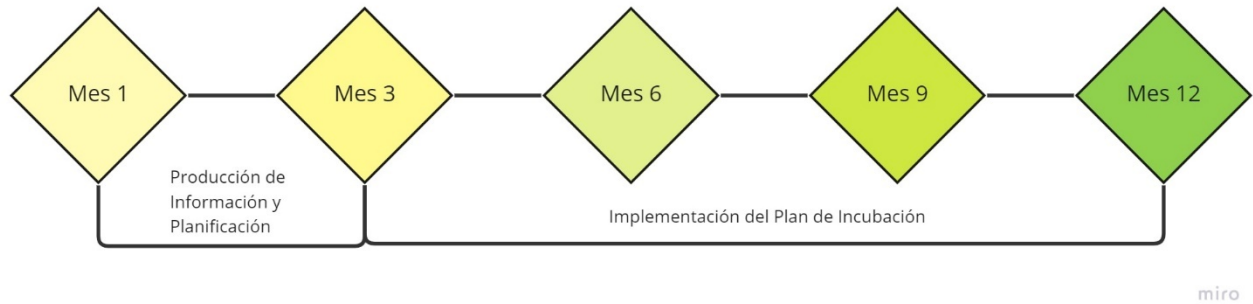 Mes 1
Mes 3
Mes 6
Mes 9
Mes 12
Producción de
Información y
Planificación
Implementación del Plan de Incubación
miro